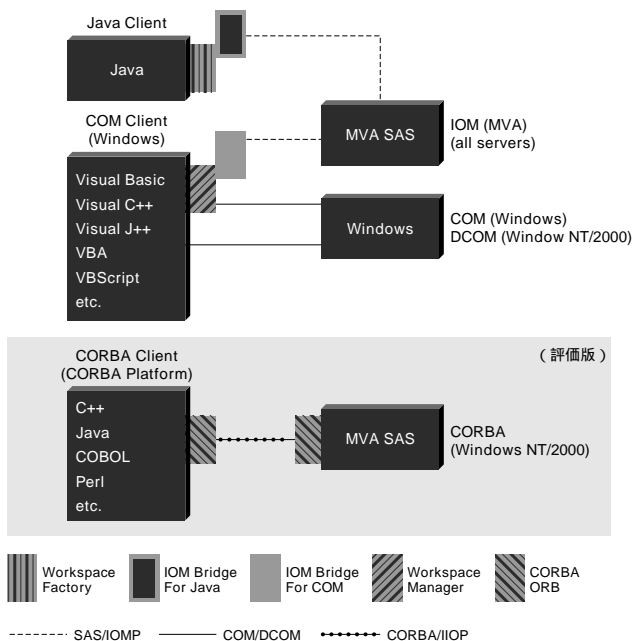 Java Client
Java
COM Client
(Windows)
Visual Basic
Visual C++
Visual J++
VBA
VBScript
etc.
MVA SAS
IOM (MVA)
(all servers)
Windows
COM (Windows)
DCOM (Window NT/2000)
(評価版)
CORBA Client
(CORBA Platform)
C++
Java
COBOL
Perl
etc.
MVA SAS
CORBA
(Windows NT/2000)
Workspace
Factory
IOM Bridge
For Java
IOM Bridge
For COM
Workspace
Manager
CORBA
ORB
SAS/IOMP
COM/DCOM
CORBA/IIOP